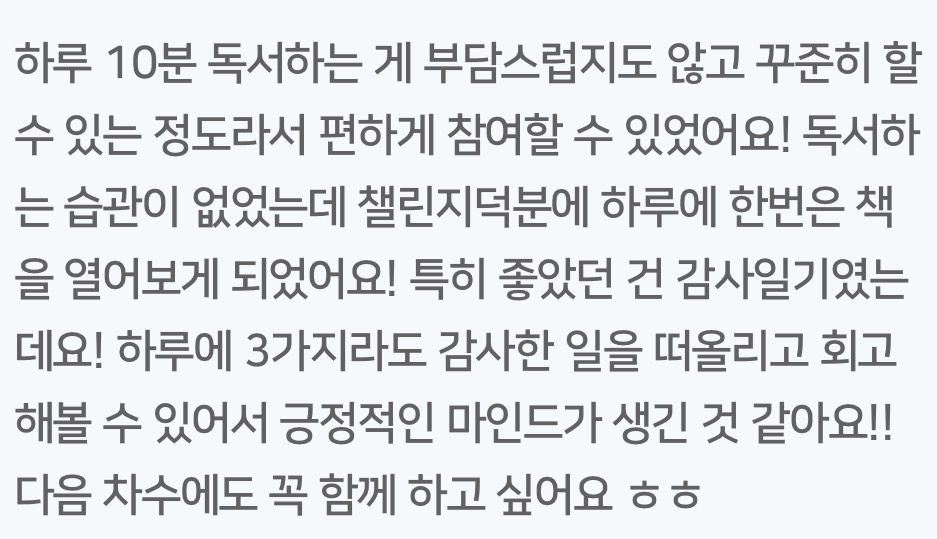 하루 10분 독서하는 게 부담스럽지도 않고 꾸준히 할
수 있는 정도라서 편하게 참여할 수 있었어요! 독서하
는 습관이 없었는데 챌린지덕분에 하루에 한번은 책
을 열어보게 되었어요! 특히 좋았던 건 감사일기였는
데요! 하루에 3가지라도 감사한 일을 떠올리고 회고
해볼 수 있어서 긍정적인 마인드가 생긴 것 같아요!!
다음 차수에도 꼭 함께 하고 싶어요 ㅎㅎ